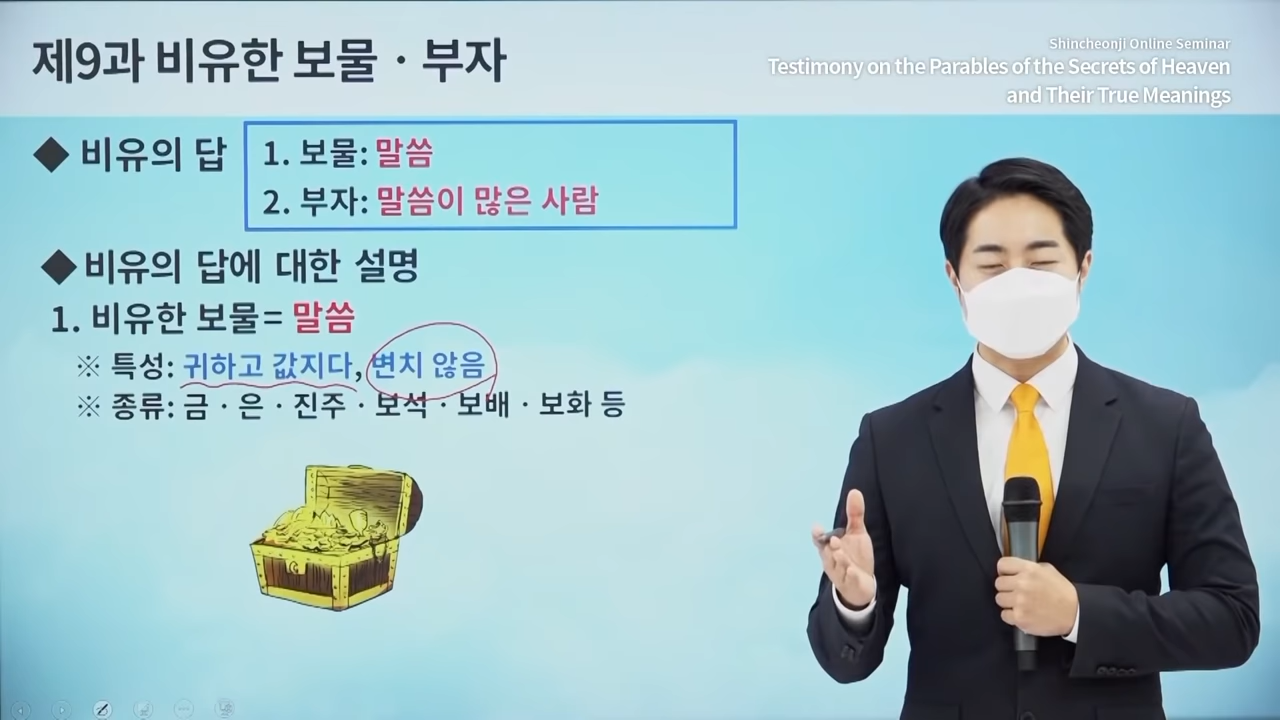 제9과 비유한 보물 · 부자
Shincheonji Online Seminar
Testimony on the Parables of the Secrets of Heaven
and Their True Meanings
◆ 비유의 답
1. 보물: 말씀
2. 부자: 말씀이 많은 사람
◆ 비유의 답에 대한 설명
1. 비유한 보물= 말씀
※ 특성: 귀하고 값지다, 변치 않음
※ 종류: 금 · 은 · 진주 · 보석 · 보배 · 보화 등